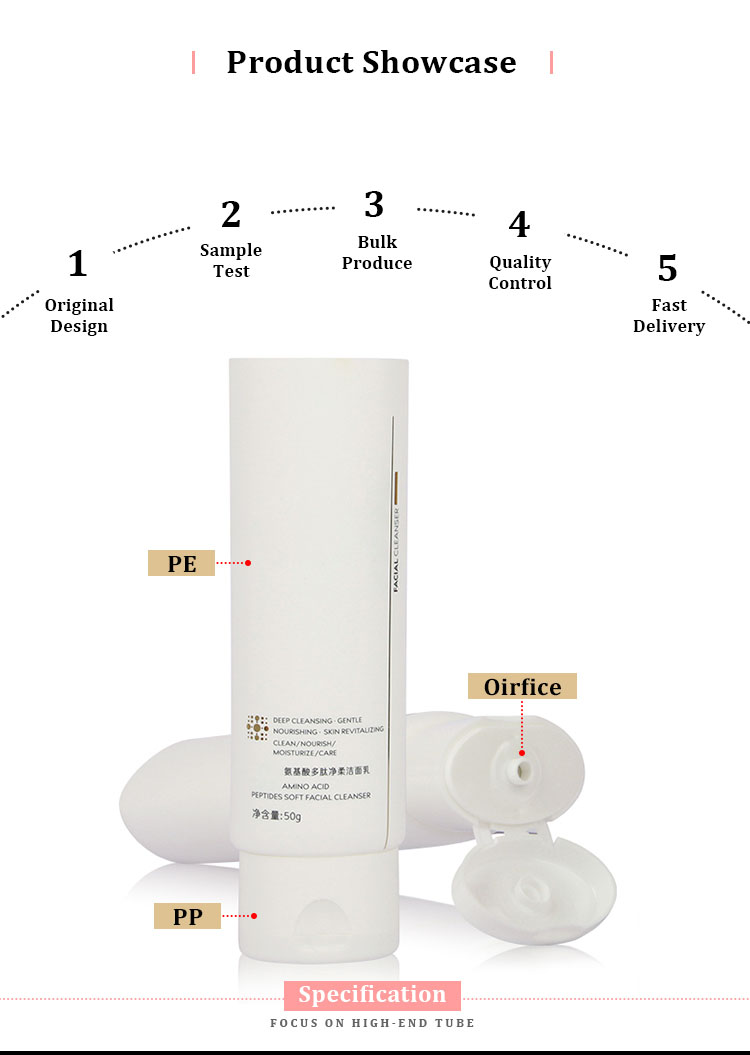 Product Showcase
1
Original
Design
2
Sample
Test
3
Bulk
Produce
4
Quality
Control
5
Fast
Delivery
FACIAL CLEANSER
PE
Oirfice
DEEP CLEANSING · GENTLE
NOURISHING · SKIN REVITALIZING
CLEAN/NOURISH/
MOISTURIZE/CARE
氨基酸多肽净柔洁面乳
AMINO ACID
PEPTIDES SOFT FACIAL CLEANSER
净含量:50g
PP
Specification
FOCUS ON HIGH-END TUBE